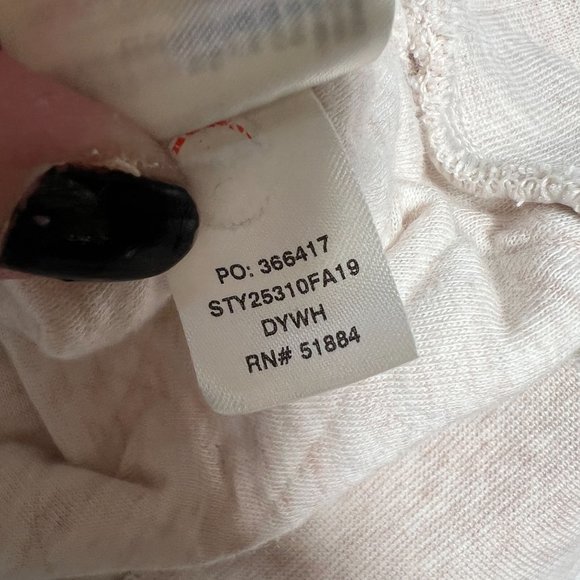 PO: 366417
STY25310FA19
DYWH
RN# 51884